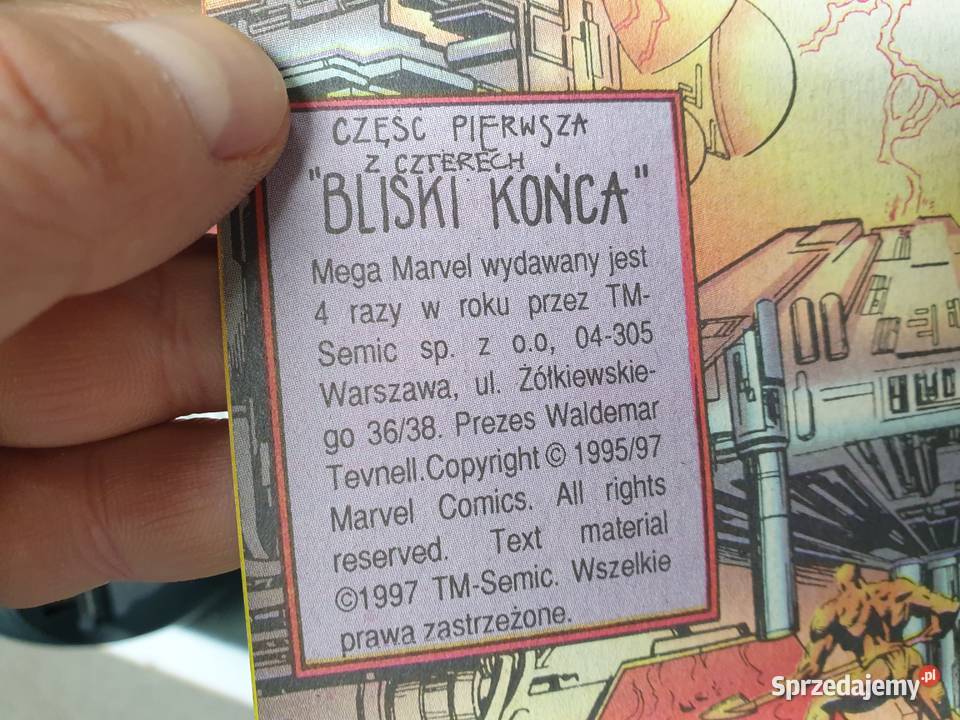 CZĘŚĆ PIERWSZA
Z CZTERECH
"BLISKI KOŃCA"
Mega Marvel wydawany jest
4 razy w roku przez TM-
Semic sp. z o.o, 04-305
Warszawa, ul. Żółkiewskie-
go 36/38. Prezes Waldemar
Tevnell.Copyright © 1995/97
Marvel Comics. All rights
reserved. Text material
©1997 TM-Semic. Wszelkie
prawa zastrzeżone.
Sprzedajemy.pl